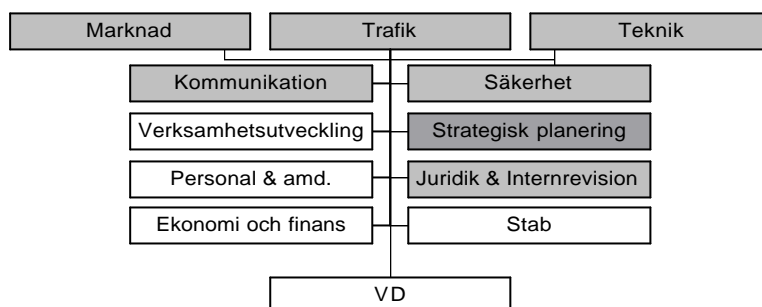 Marknad
Trafik
Teknik
Kommunikation
Säkerhet
Verksamhetsutveckling
Strategisk planering
Personal & amd.
Juridik & Internrevision
Ekonomi och finans
Stab
VD